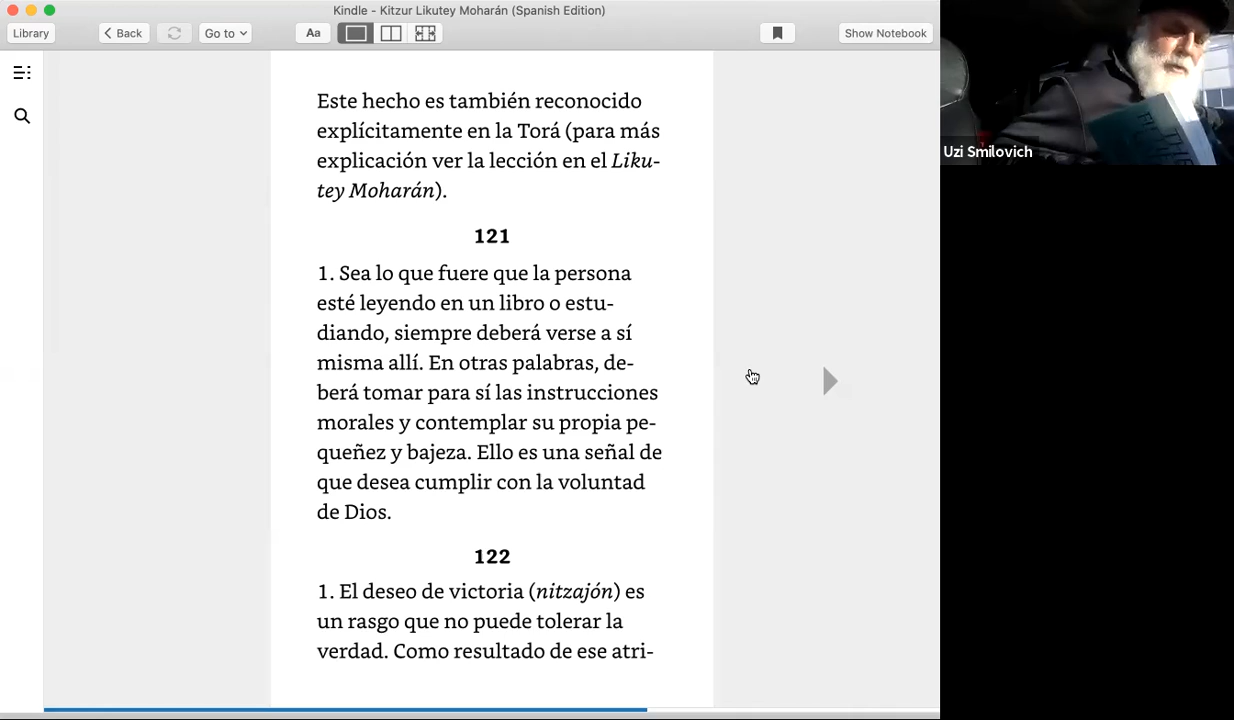 Kindle - Kitzur Likutey Moharán (Spanish Edition)
Library
Back
Go to
Aa
Show Notebook
Este hecho es también reconocido
explícitamente en la Torá (para más
explicación ver la lección en el Liku-
tey Moharán).
121
1. Sea lo que fuere que la persona
esté leyendo en un libro o estu-
diando, siempre deberá verse a sí
misma allí. En otras palabras, de-
berá tomar para sí las instrucciones
morales y contemplar su propia pe-
queñez y bajeza. Ello es una señal de
que desea cumplir con la voluntad
de Dios.
122
1. El deseo de victoria (nitzajón) es
un rasgo que no puede tolerar la
verdad. Como resultado de ese atri-
Uzi Smilovich